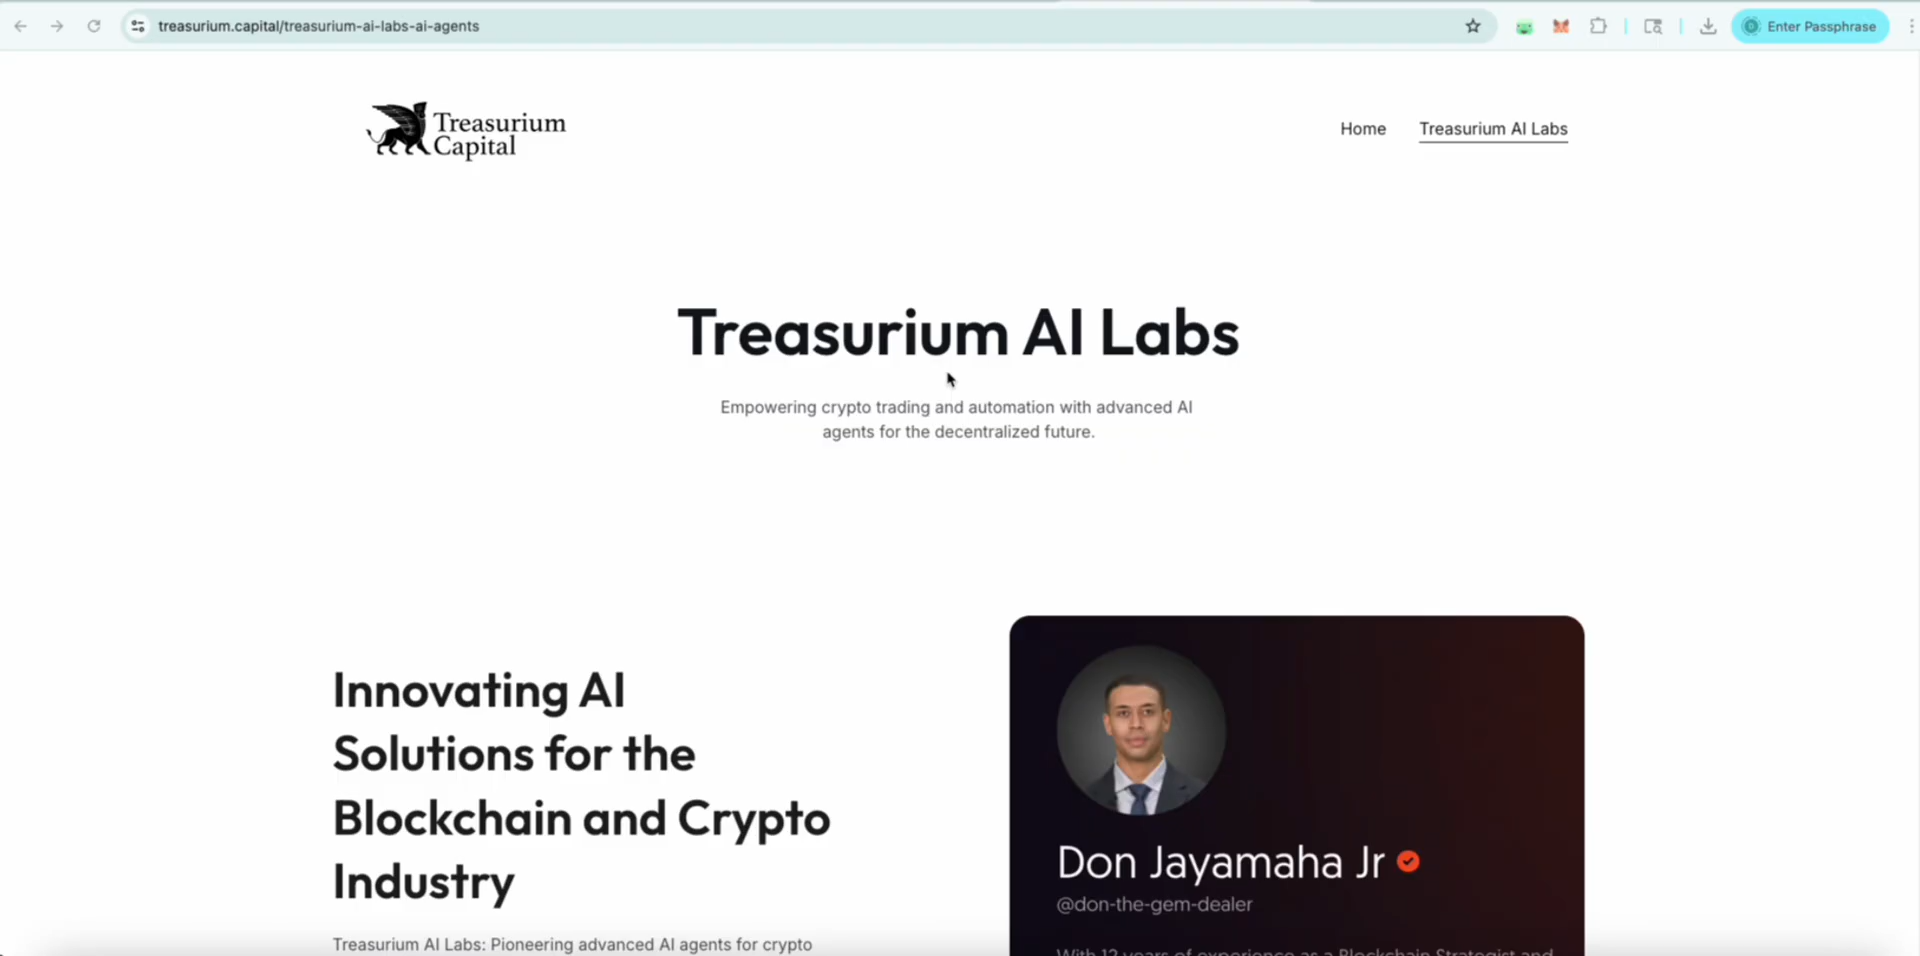 treasurium.capital/treasurium-ai-labs-ai-agents
Enter Passphrase
Treasurium
Capital
Home
Treasurium AI Labs
Treasurium AI Labs
Empowering crypto trading and automation with advanced AI
agents for the decentralized future.
Innovating AI
Solutions for the
Blockchain and Crypto
Industry
Treasurium AI Labs: Pioneering advanced AI agents for crypto
Don Jayamaha Jr
@don-the-gem-dealer
With 12 years of experience as a Blockchain Strategist and